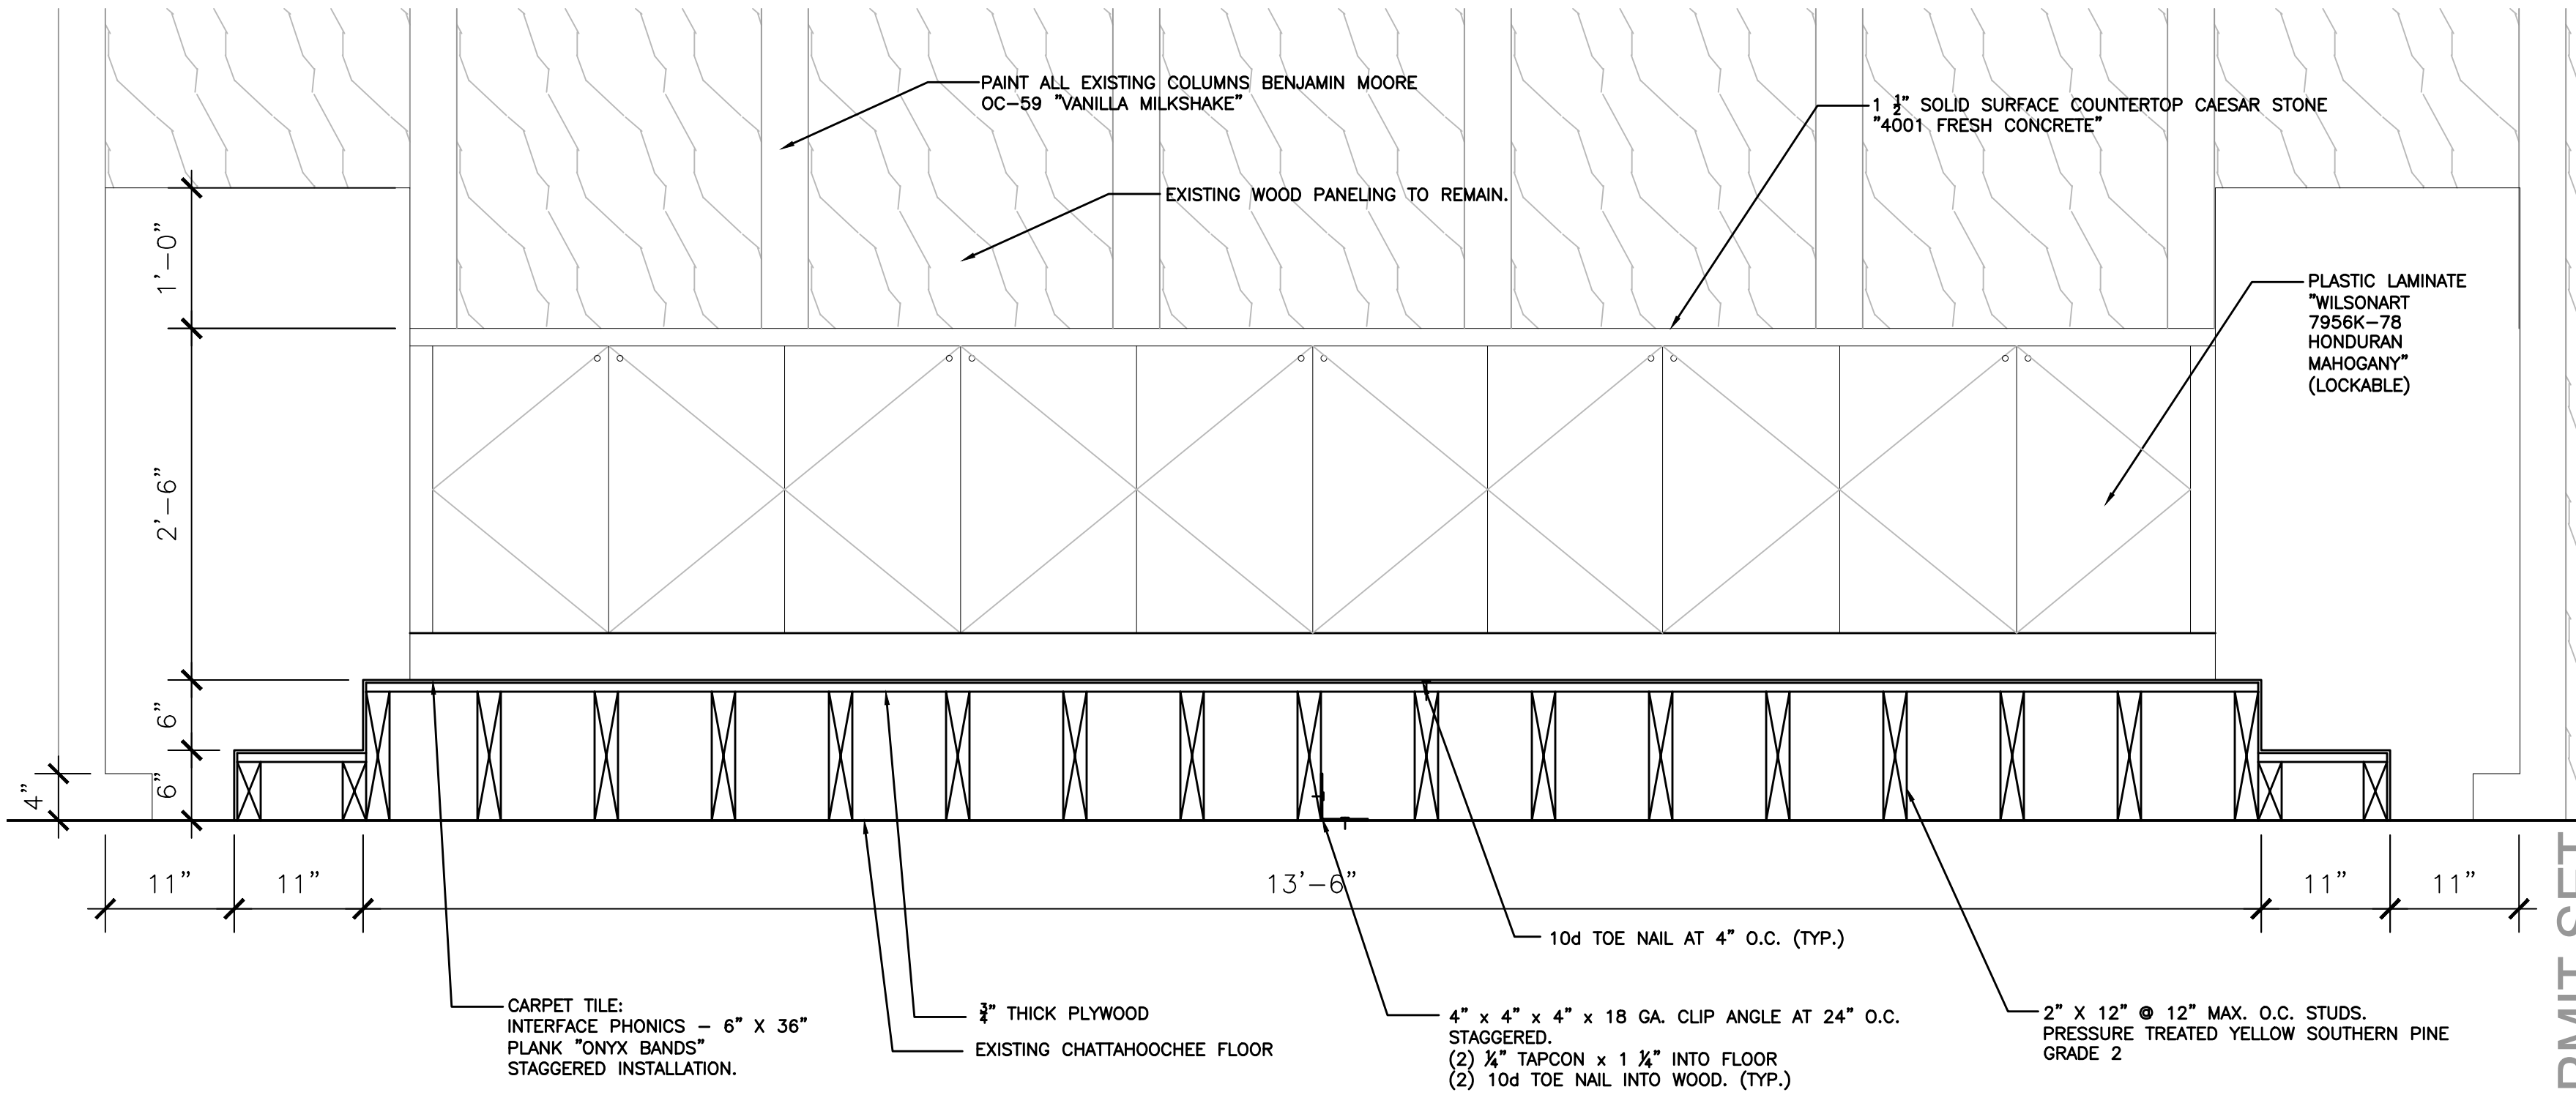 PAINT ALL EXISTING COLUMNS BENJAMIN MOORE
OC-59 "VANILLA MILKSHAKE"
1 ½" SOLID SURFACE COUNTERTOP CAESAR STONE
"4001 FRESH CONCRETE"
EXISTING WOOD PANELING TO REMAIN.
PLASTIC LAMINATE
"WILSONART
7956K-78
HONDURAN
MAHOGANY"
(LOCKABLE)
1'-0"
2'-6"
6"
6"
4"
11"
11"
13'-6"
11"
11"
10d TOE NAIL AT 4" O.C. (TYP.)
CARPET TILE:
INTERFACE PHONICS - 6" X 36"
PLANK "ONYX BANDS"
STAGGERED INSTALLATION.
¾" THICK PLYWOOD
EXISTING CHATTAHOOCHEE FLOOR
4" x 4" x 4" x 18 GA. CLIP ANGLE AT 24" O.C.
STAGGERED.
(2) ¼" TAPCON x 1 ¼" INTO FLOOR
(2) 10d TOE NAIL INTO WOOD. (TYP.)
2" X 12" @ 12" MAX. O.C. STUDS.
PRESSURE TREATED YELLOW SOUTHERN PINE
GRADE 2
RMIT SET